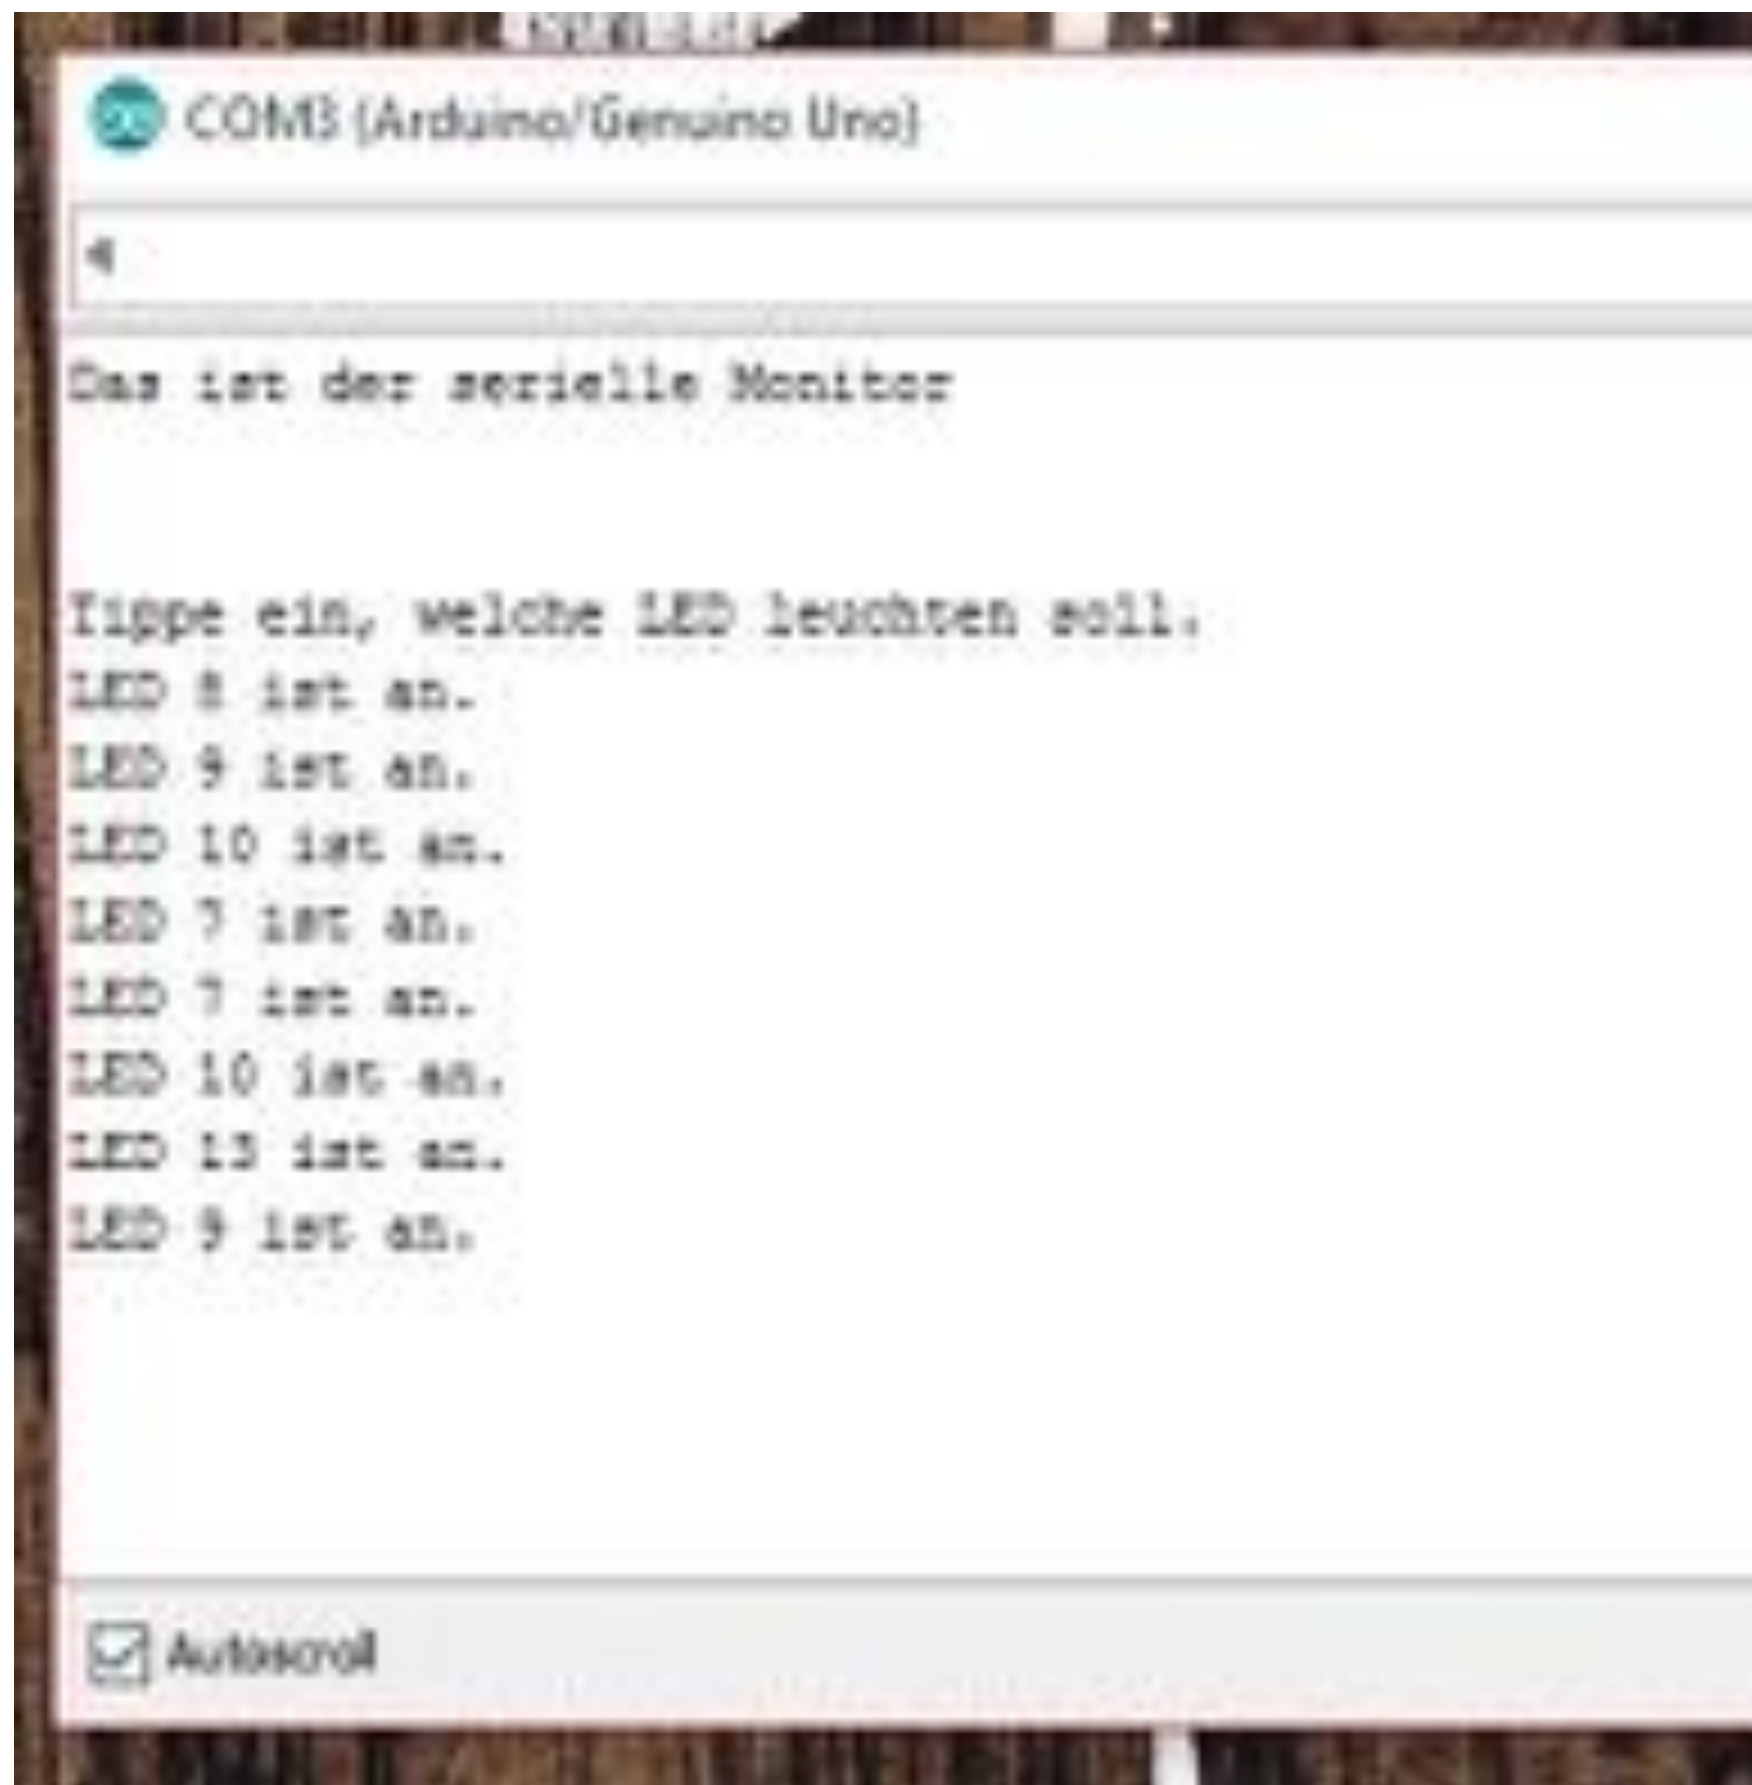 COM3 (Arduino/Genuino Uno)
4
Das ist der serielle Monitor
Tippe ein, welche LED leuchten soll.
LED 8 ist an.
LED 9 ist an.
LED 10 ist an.
LED 7 ist an.
LED 7 ist an.
LED 10 ist an.
LED 13 ist an.
LED 9 ist an.
Autoscroll